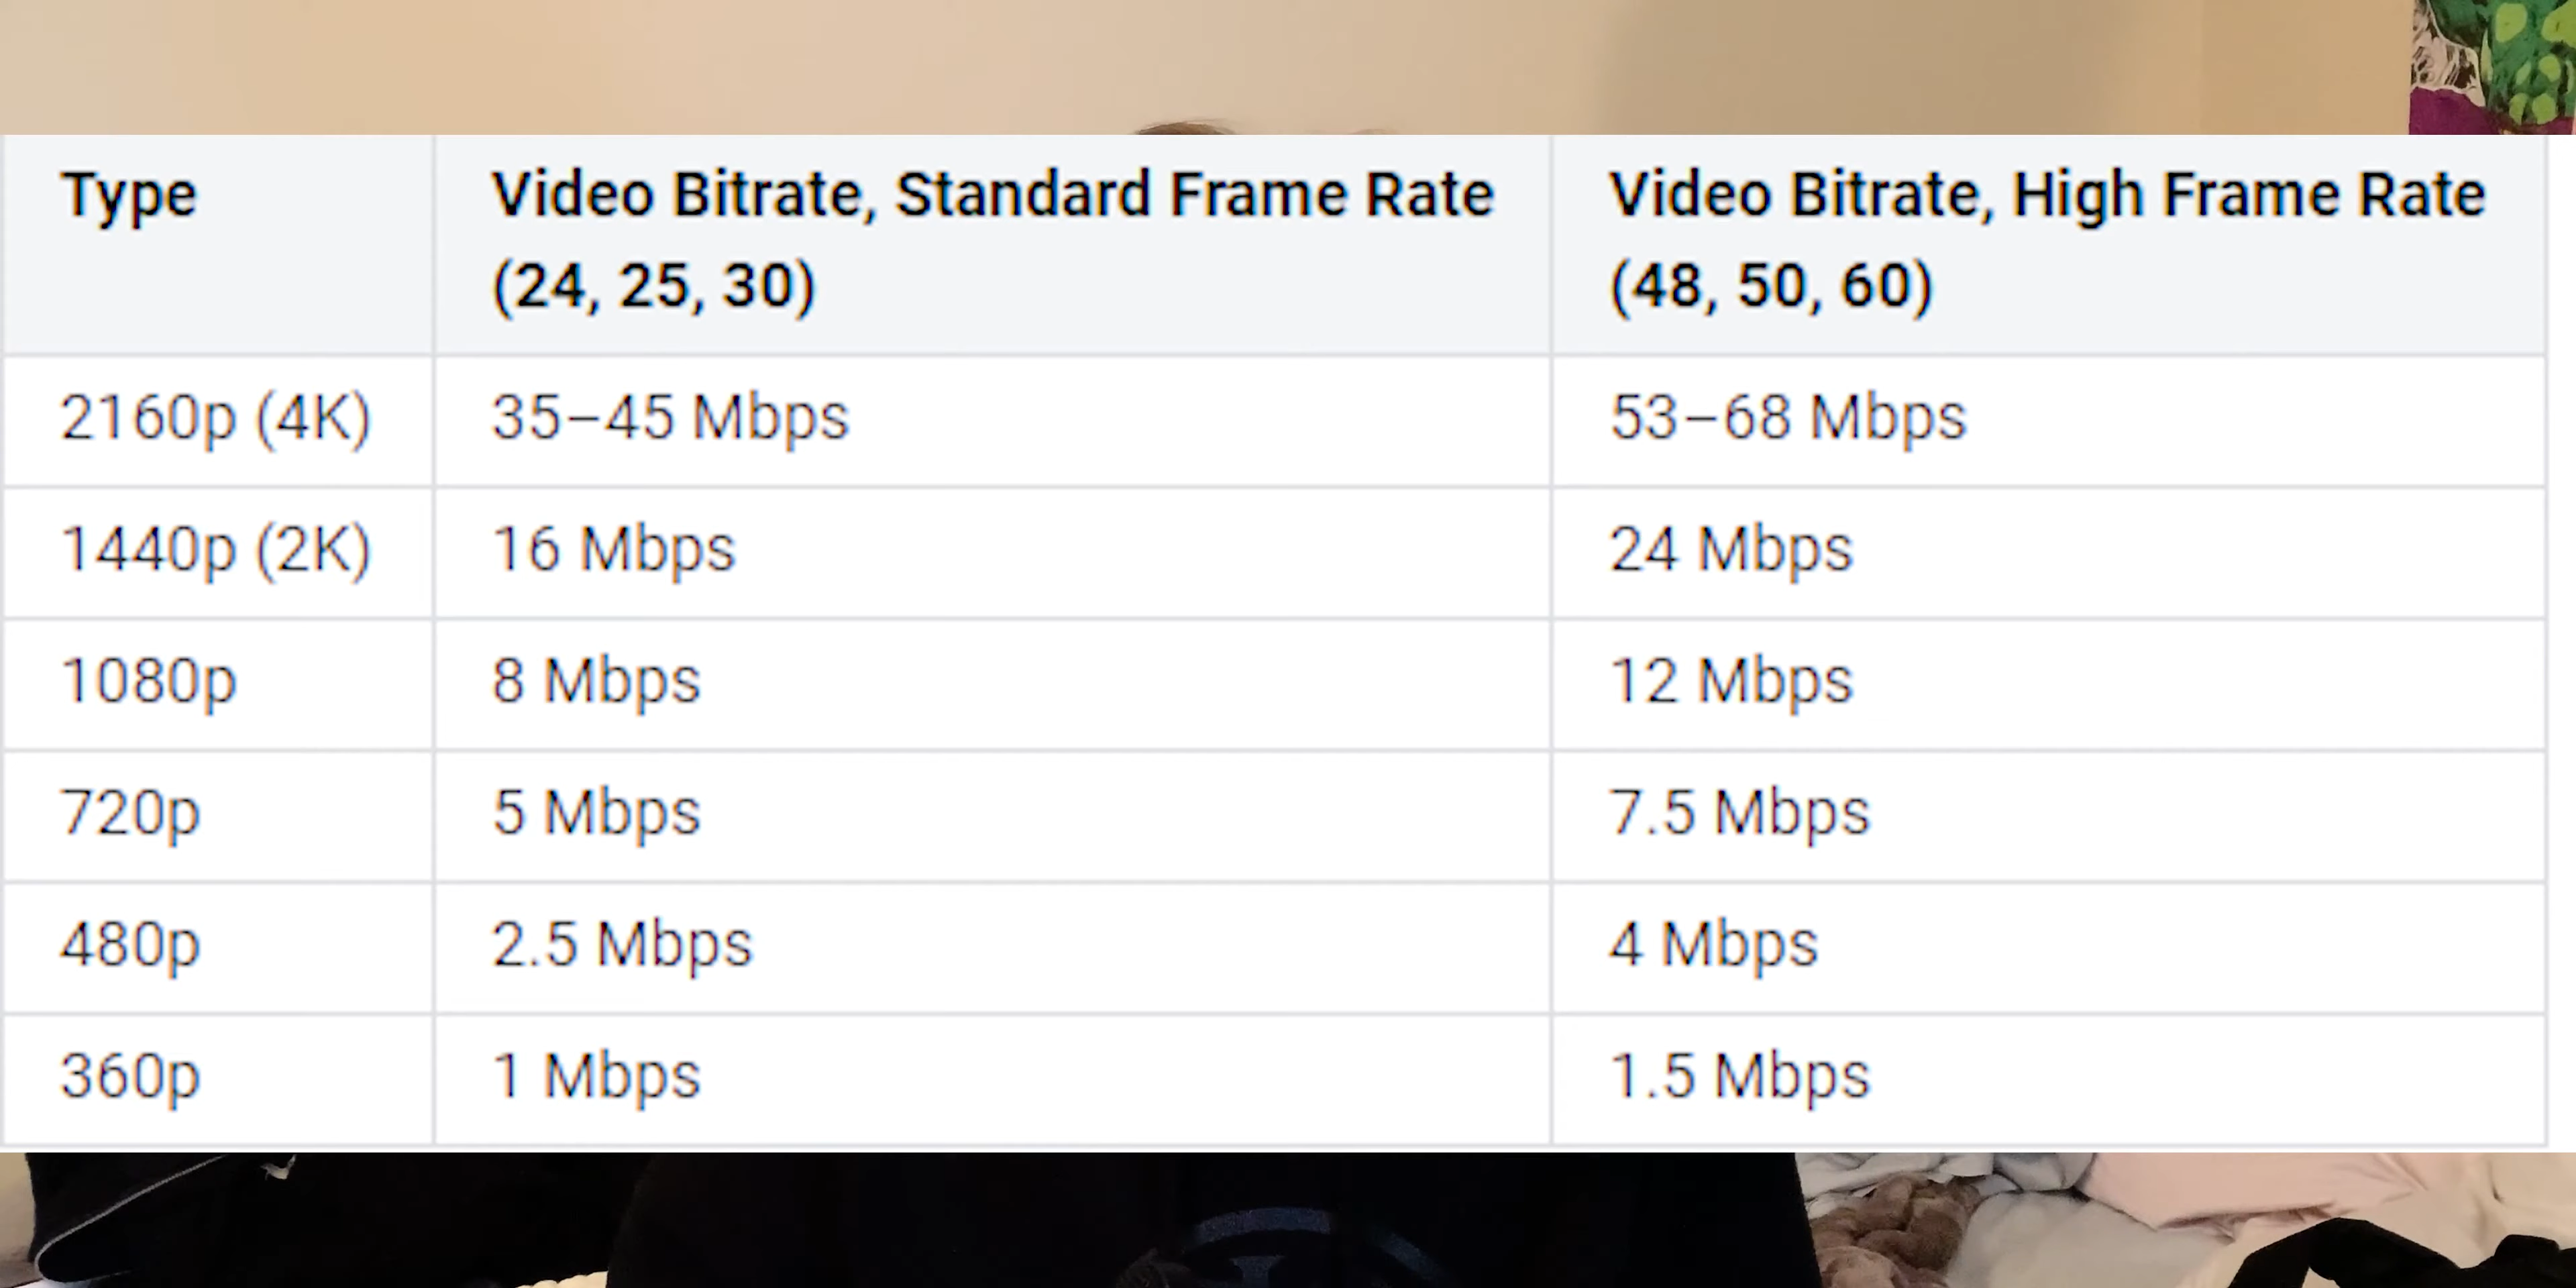 Type Video Bitrate, Standard Frame Rate Video Bitrate, High Frame Rate
(24, 25, 30) (48, 50, 60)
2160p (4K) 35–45 Mbps 53–68 Mbps
1440p (2K) 16 Mbps 24 Mbps
1080p 8 Mbps 12 Mbps
720p 5 Mbps 7.5 Mbps
480p 2.5 Mbps 4 Mbps
360p 1 Mbps 1.5 Mbps